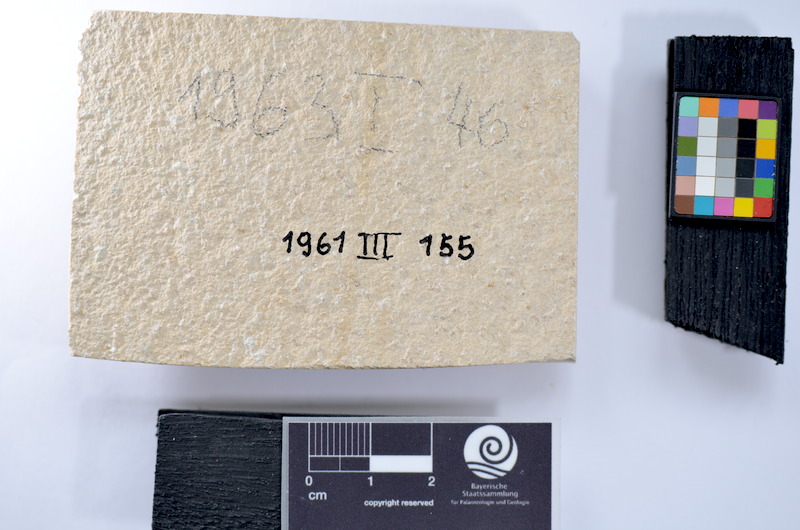 1963 I 46
1961 III 155
0 1 2
cm
copyright reserved
Bayerische
Staatssammlung
für Paläontologie und Geologie